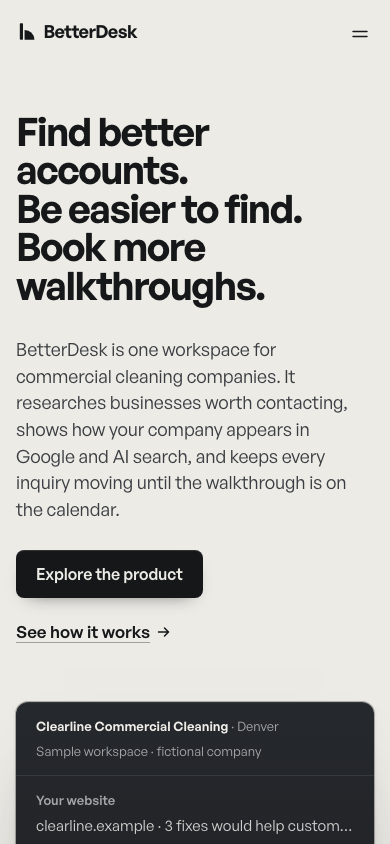 BetterDesk
Find better
accounts.
Be easier to find.
Book more
walkthroughs.
BetterDesk is one workspace for
commercial cleaning companies. It
researches businesses worth contacting,
shows how your company appears in
Google and AI search, and keeps every
inquiry moving until the walkthrough is on
the calendar.
Explore the product
See how it works →
Clearline Commercial Cleaning · Denver
Sample workspace · fictional company
Your website
clearline.example · 3 fixes would help custom...